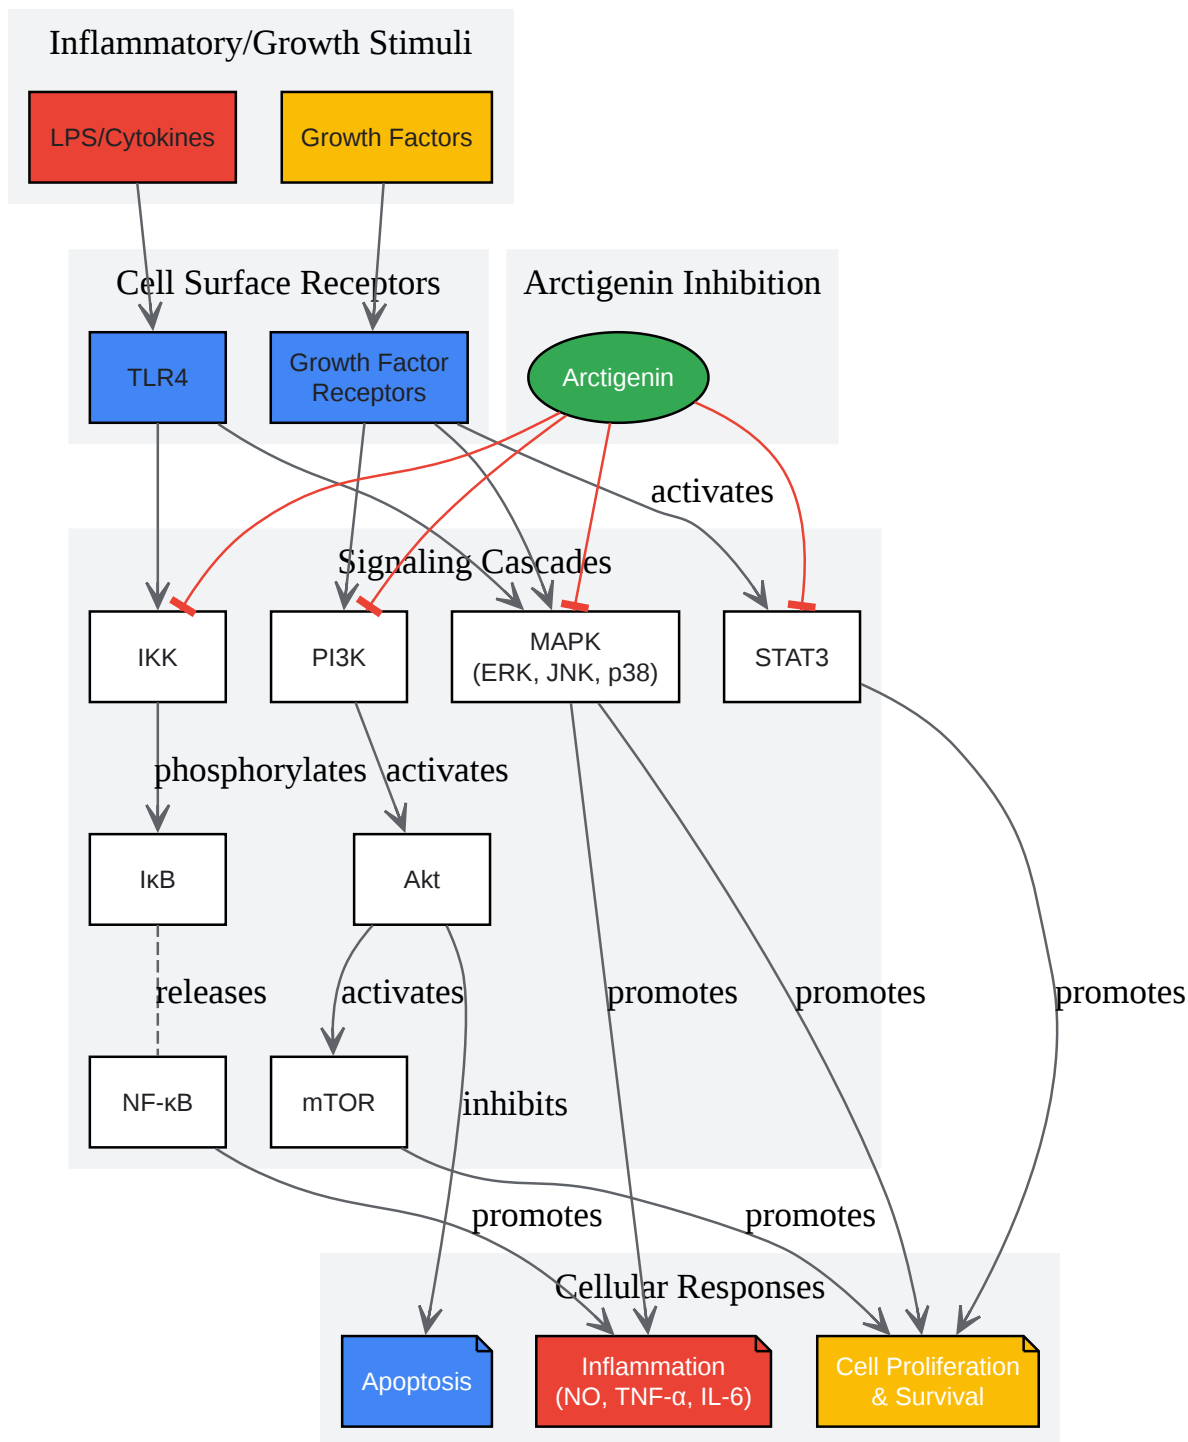 Inflammatory/Growth Stimuli
LPS/Cytokines
Growth Factors
Cell Surface Receptors
Arctigenin Inhibition
TLR4
Growth Factor
Receptors
Arctigenin
activates
Signaling Cascades
IKK
PI3K
MAPK
(ERK, JNK, p38)
STAT3
phosphorylates
activates
IκB
Akt
releases
activates
promotes
promotes
promotes
NF-κB
mTOR
inhibits
promotes
promotes
Cellular Responses
Apoptosis
Inflammation
(NO, TNF-α, IL-6)
Cell Proliferation
& Survival